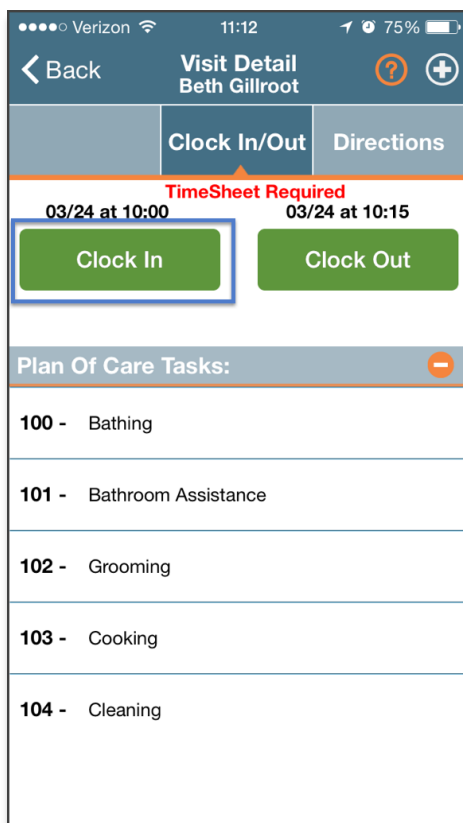 Verizon 11:12 75%
Back Visit Detail
Beth Gillroot
Clock In/Out Directions
TimeSheet Required
03/24 at 10:00 03/24 at 10:15
Clock In Clock Out
Plan Of Care Tasks:
100 - Bathing
101 - Bathroom Assistance
102 - Grooming
103 - Cooking
104 - Cleaning